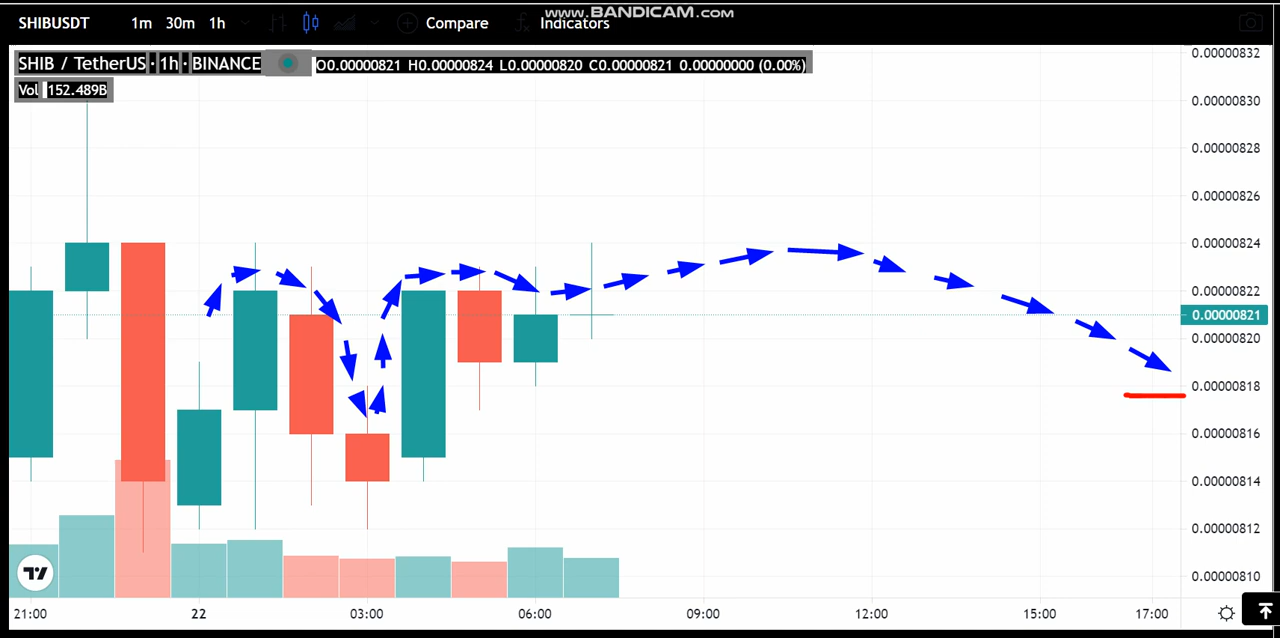 www.BANDICAM.com
SHIBUSDT 1m 30m 1h Compare Indicators
SHIB / TetherUS · 1h · BINANCE O0.00000821 H0.00000824 L0.00000820 C0.00000821 0.00000000 (0.00%)
Vol 152.489B
0.00000832
0.00000830
0.00000828
0.00000826
0.00000824
0.00000822
0.00000821
0.00000820
0.00000818
0.00000816
0.00000814
0.00000812
0.00000810
21:00 22 03:00 06:00 09:00 12:00 15:00 17:00